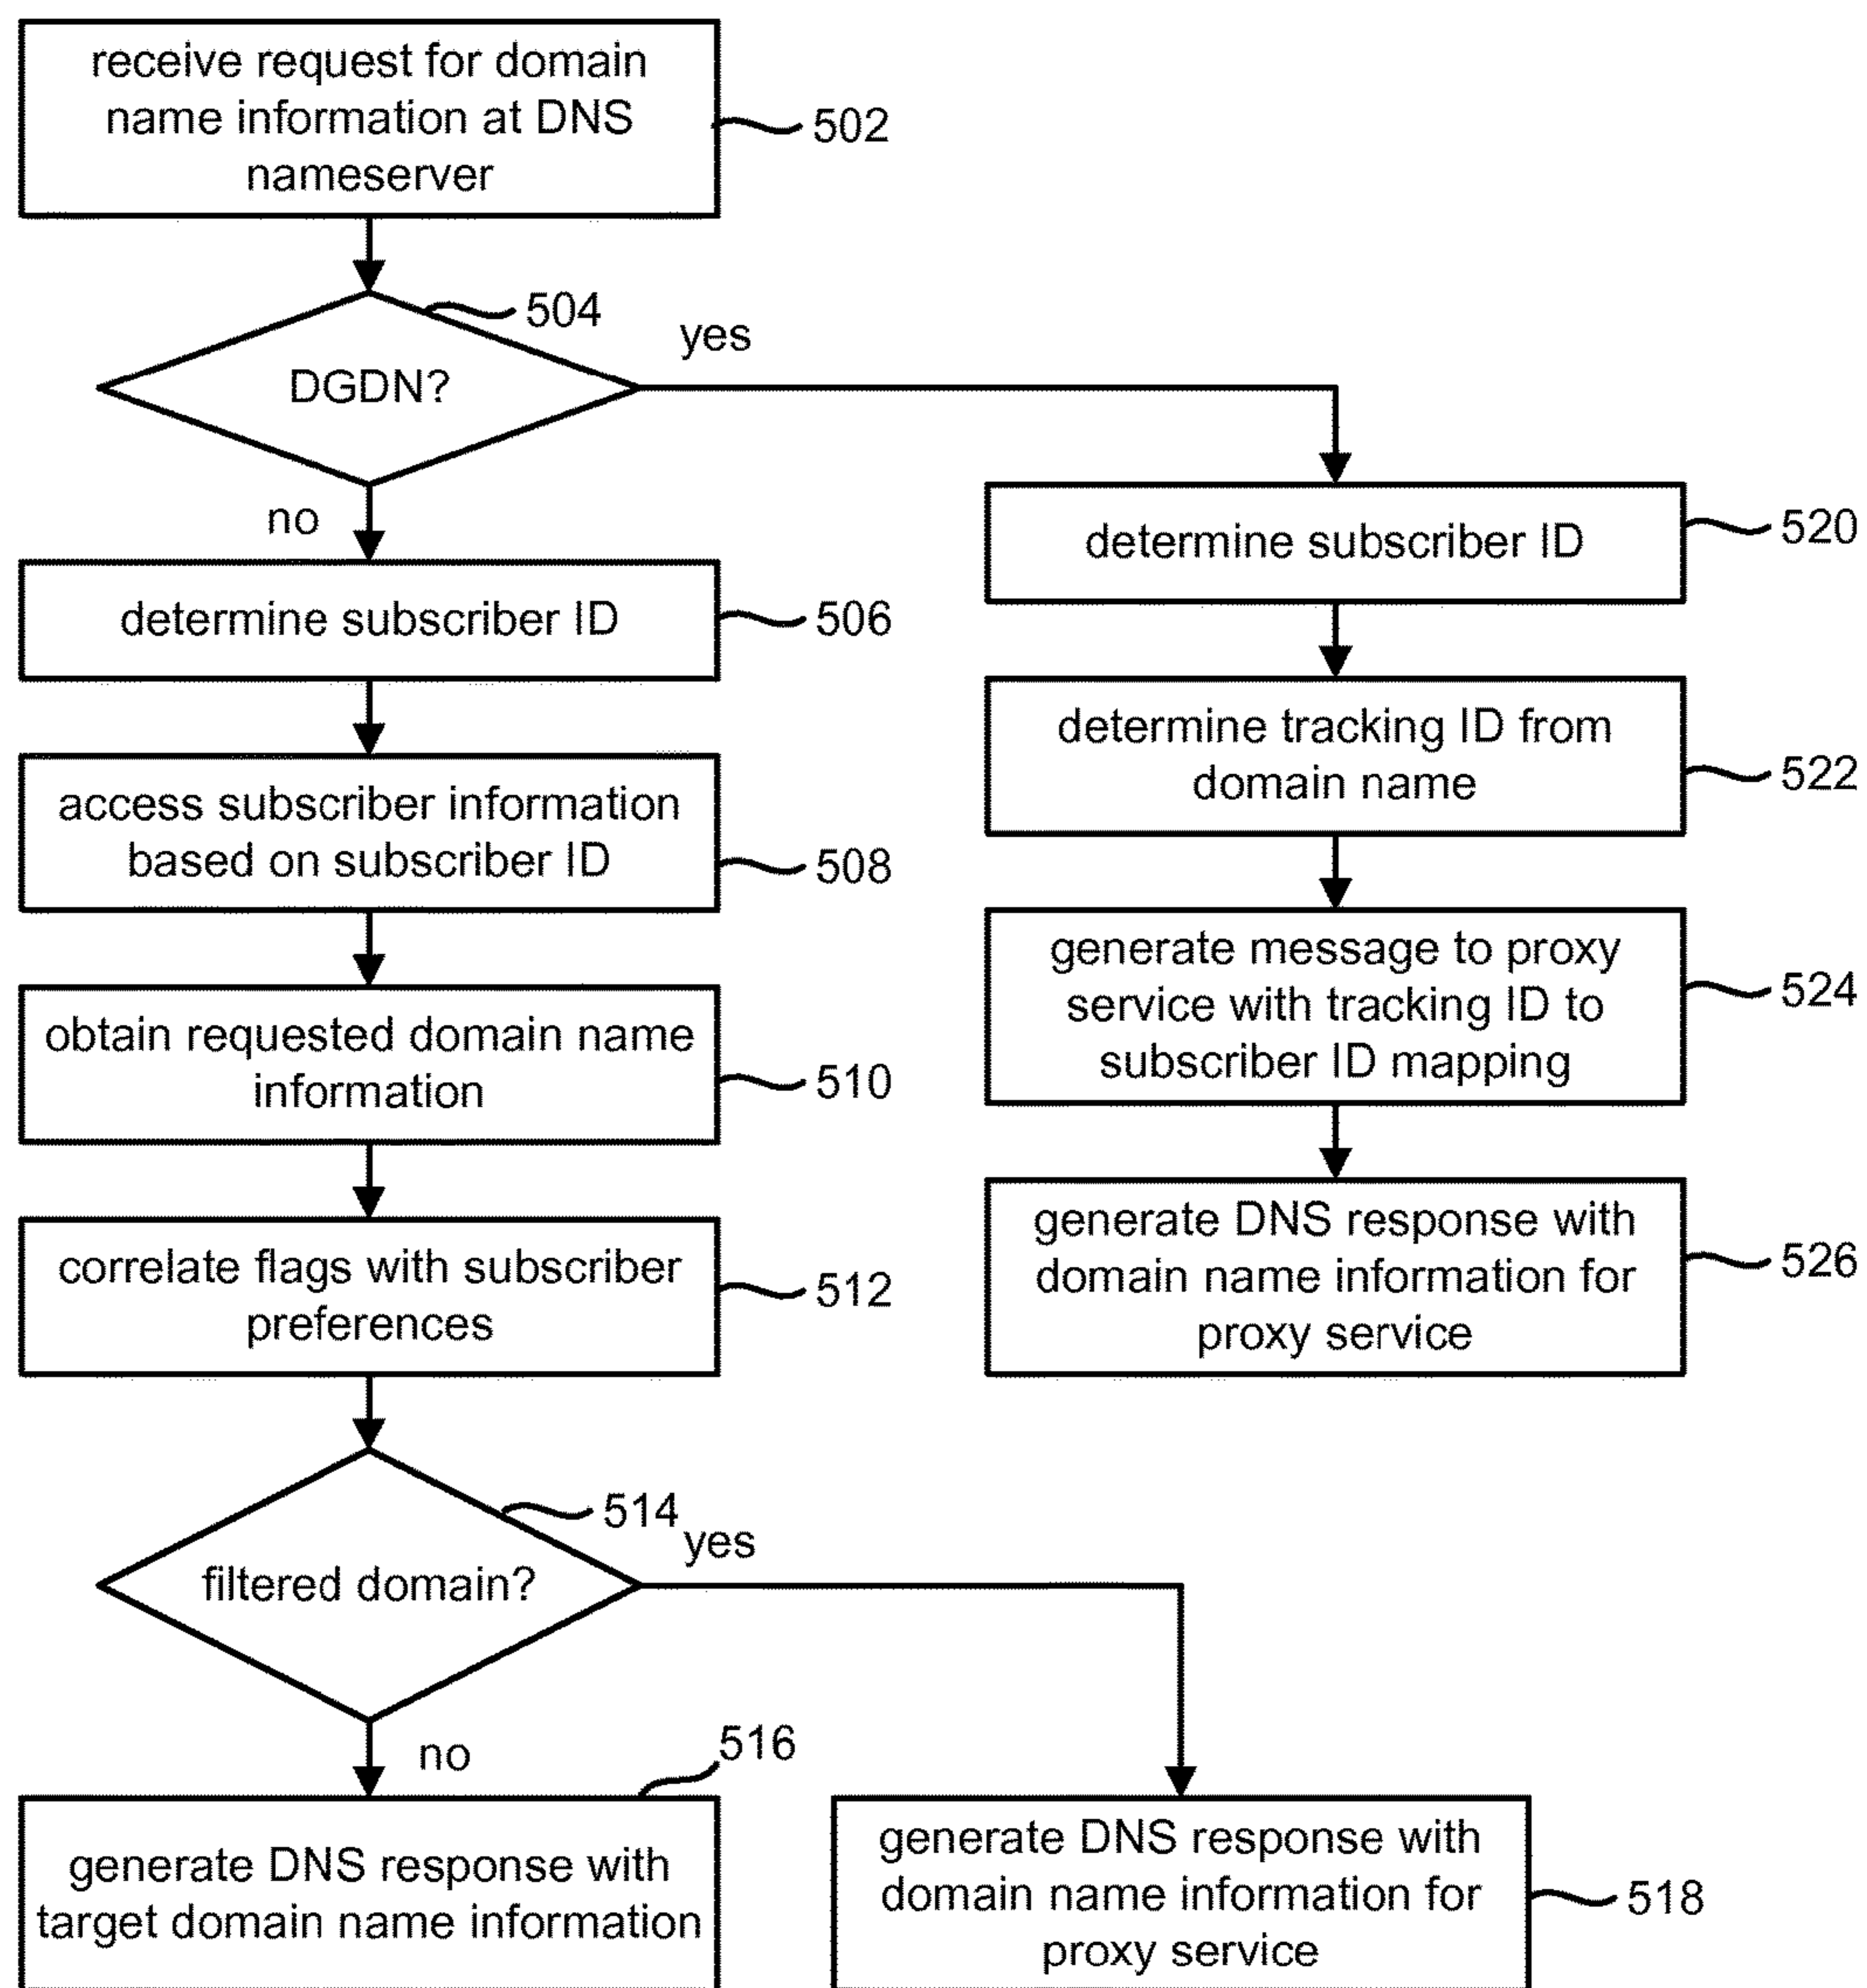 receive request for domain
name information at DNS
nameserver
502
504
DGDN?
yes
no
determine subscriber ID
506
access subscriber information
based on subscriber ID
508
obtain requested domain name
information
510
correlate flags with subscriber
preferences
512
514
filtered domain?
yes
no
516
generate DNS response with
target domain name information
generate DNS response with
domain name information for
proxy service
518
determine subscriber ID
520
determine tracking ID from
domain name
522
generate message to proxy
service with tracking ID to
subscriber ID mapping
524
generate DNS response with
domain name information for
proxy service
526